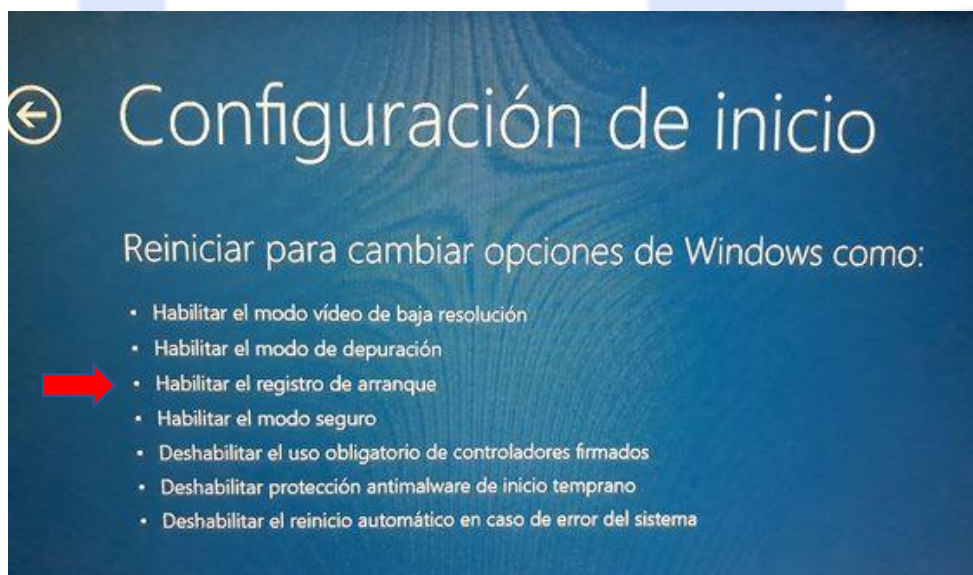 Configuración de inicio
Reiniciar para cambiar opciones de Windows como:
• Habilitar el modo vídeo de baja resolución
• Habilitar el modo de depuración
• Habilitar el registro de arranque
• Habilitar el modo seguro
• Deshabilitar el uso obligatorio de controladores firmados
• Deshabilitar protección antimalware de inicio temprano
• Deshabilitar el reinicio automático en caso de error del sistema